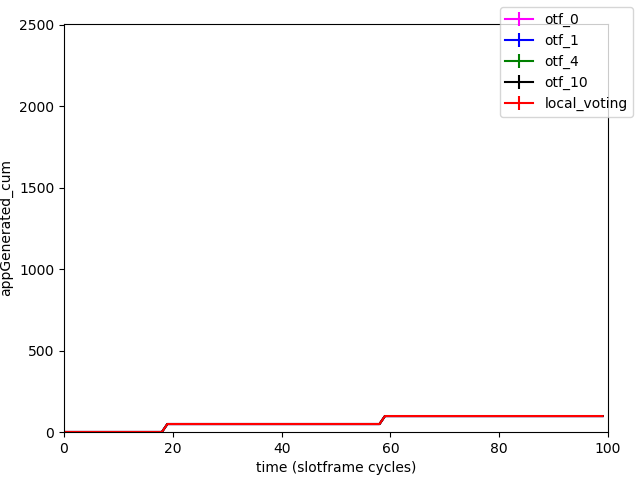 otf_0
otf_1
otf_4
otf_10
local_voting
2500
2000
1500
1000
500
0
appGenerated_cum
0 20 40 60 80 100
time (slotframe cycles)